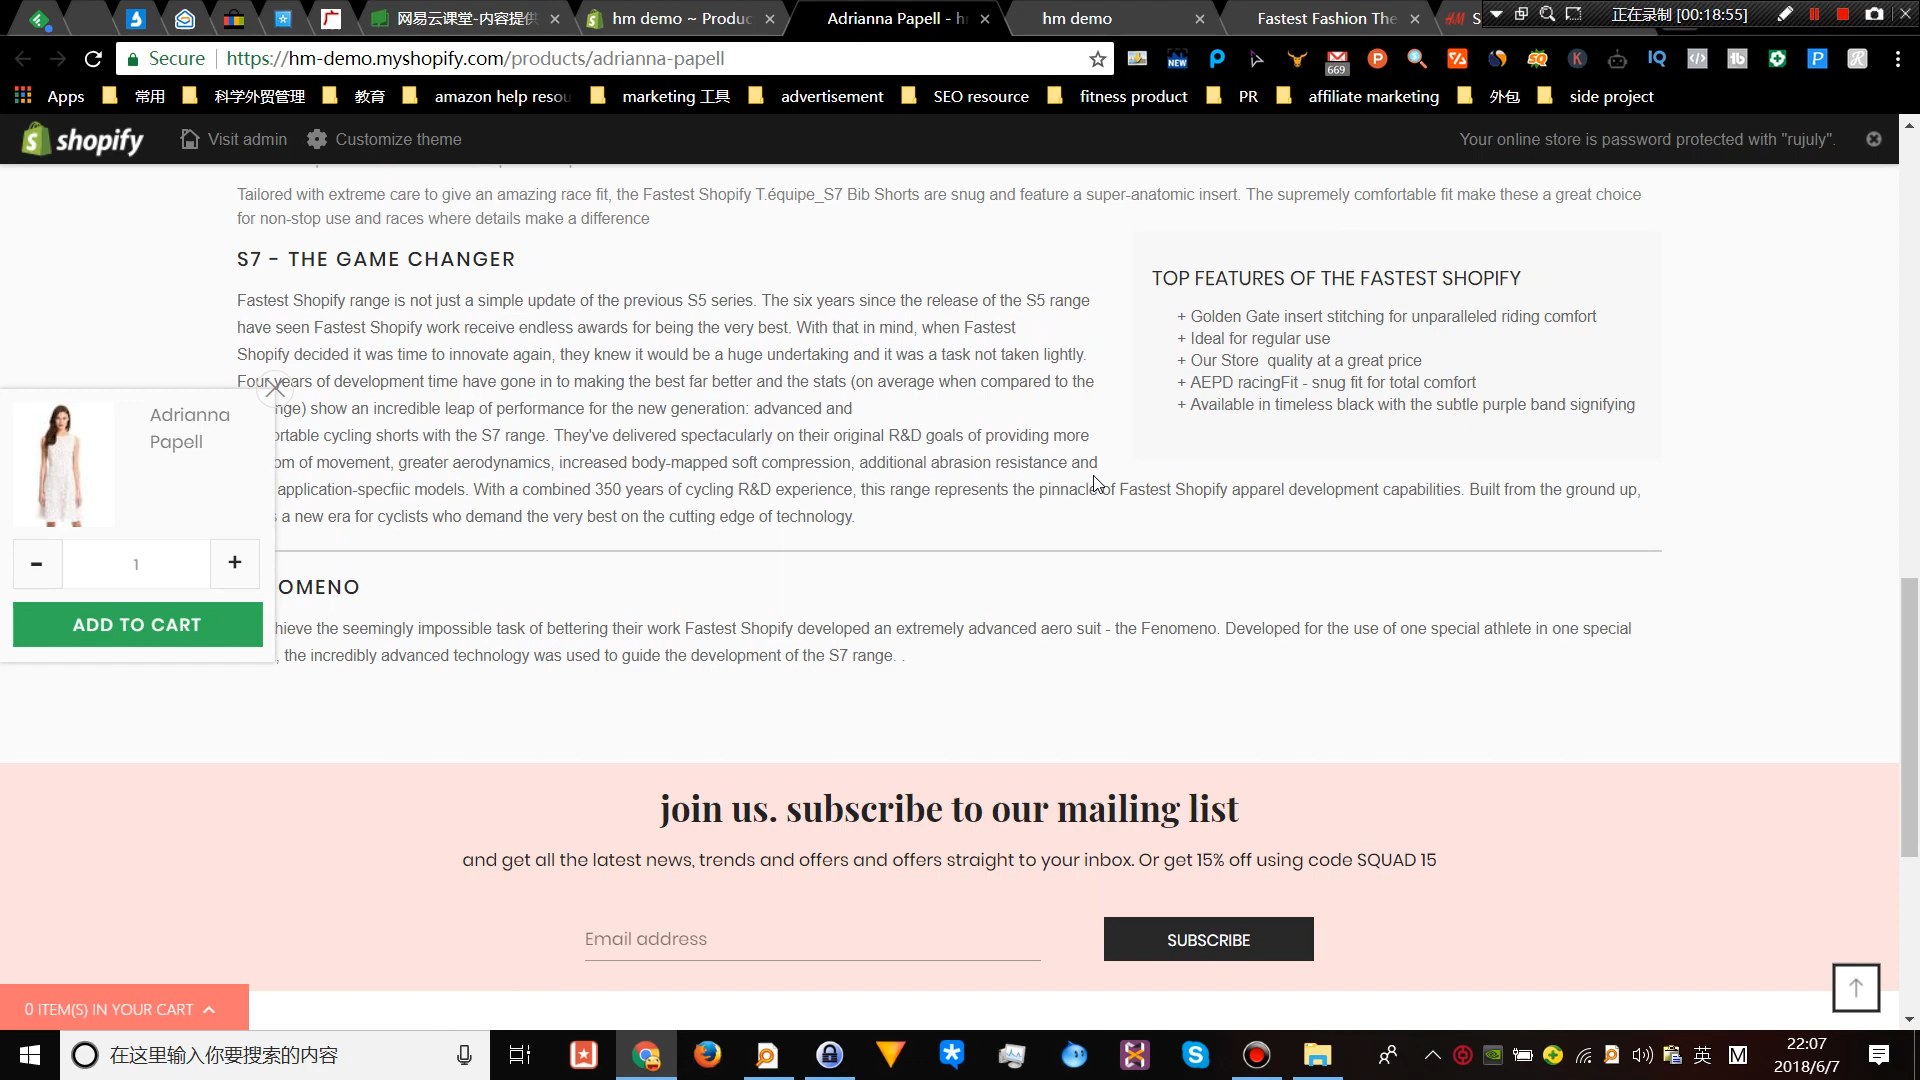 网易云课堂-内容提供
hm demo ~ Produc
Adrianna Papell - h
hm demo
Fastest Fashion The
正在录制 [00:18:55]
Secure
https://hm-demo.myshopify.com/products/adrianna-papell
NEW
669
Apps
常用
科学外贸管理
教育
amazon help resou
marketing 工具
advertisement
SEO resource
fitness product
PR
affiliate marketing
外包
side project
shopify
Visit admin
Customize theme
Your online store is password protected with "rujuly".
Tailored with extreme care to give an amazing race fit, the Fastest Shopify T.équipe_S7 Bib Shorts are snug and feature a super-anatomic insert. The supremely comfortable fit make these a great choice
for non-stop use and races where details make a difference
S7 - THE GAME CHANGER
Fastest Shopify range is not just a simple update of the previous S5 series. The six years since the release of the S5 range
have seen Fastest Shopify work receive endless awards for being the very best. With that in mind, when Fastest
Shopify decided it was time to innovate again, they knew it would be a huge undertaking and it was a task not taken lightly.
Four years of development time have gone in to making the best far better and the stats (on average when compared to the
nge) show an incredible leap of performance for the new generation: advanced and
ortable cycling shorts with the S7 range. They've delivered spectacularly on their original R&D goals of providing more
om of movement, greater aerodynamics, increased body-mapped soft compression, additional abrasion resistance and
application-specfiic models. With a combined 350 years of cycling R&D experience, this range represents the pinnacle of Fastest Shopify apparel development capabilities. Built from the ground up,
a new era for cyclists who demand the very best on the cutting edge of technology.
TOP FEATURES OF THE FASTEST SHOPIFY
+ Golden Gate insert stitching for unparalleled riding comfort
+ Ideal for regular use
+ Our Store  quality at a great price
+ AEPD racingFit - snug fit for total comfort
+ Available in timeless black with the subtle purple band signifying
Adrianna
Papell
- 1 +
ADD TO CART
OMENO
hieve the seemingly impossible task of bettering their work Fastest Shopify developed an extremely advanced aero suit - the Fenomeno. Developed for the use of one special athlete in one special
, the incredibly advanced technology was used to guide the development of the S7 range. .
join us. subscribe to our mailing list
and get all the latest news, trends and offers and offers straight to your inbox. Or get 15% off using code SQUAD 15
Email address
SUBSCRIBE
0 ITEM(S) IN YOUR CART
在这里输入你要搜索的内容
英
M
22:07
2018/6/7